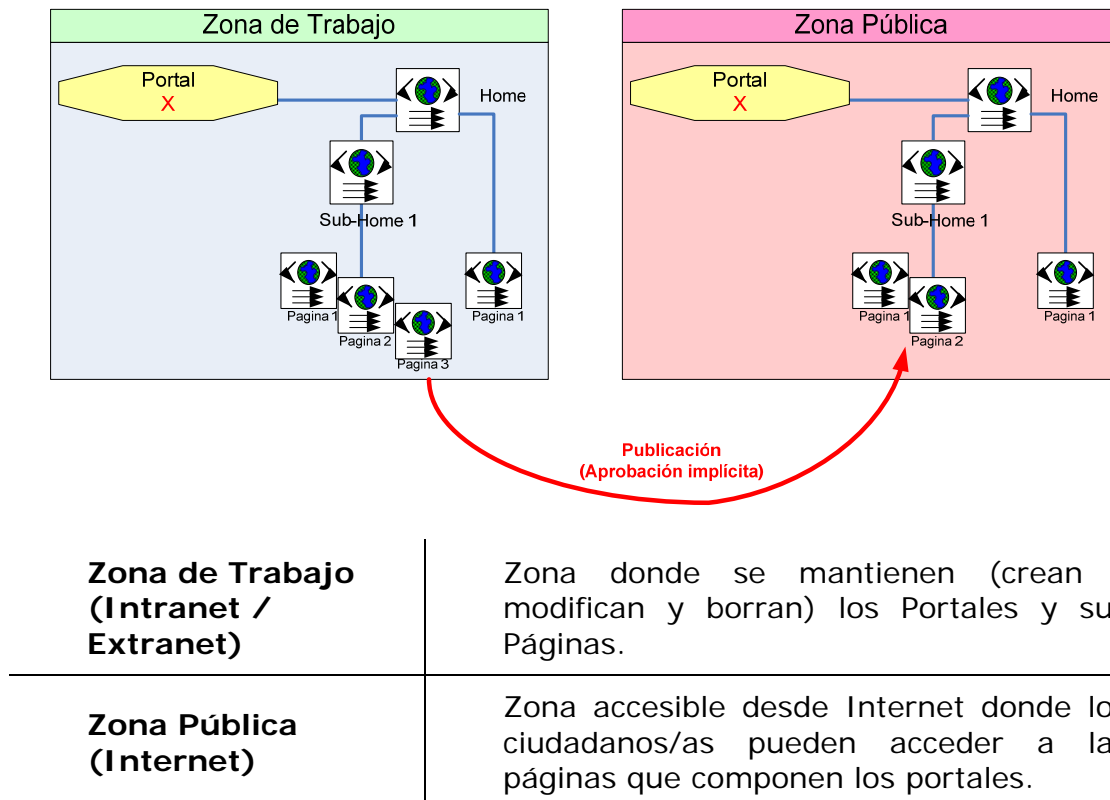 Zona de Trabajo
Portal
X
Home
Sub-Home 1
Pagina 1
Pagina 2
Pagina 3
Pagina 1
Zona Pública
Portal
X
Home
Sub-Home 1
Pagina 1
Pagina 2
Pagina 1
Publicación
(Aprobación implícita)
Zona de Trabajo
(Intranet /
Extranet)
Zona donde se mantienen (crean
modifican y borran) los Portales y su
Páginas.
Zona Pública
(Internet)
Zona accesible desde Internet donde lo
ciudadanos/as pueden acceder a la
páginas que componen los portales.